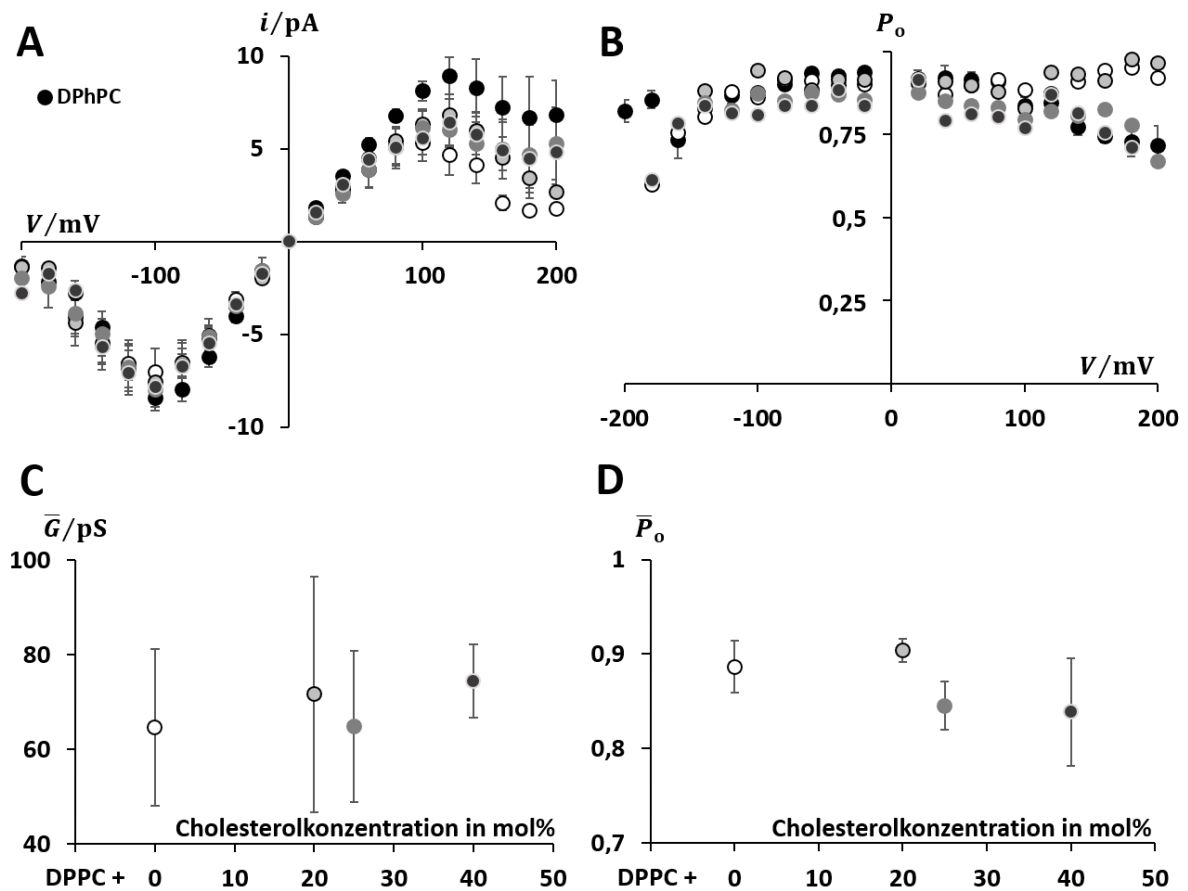 A
i/pA
DPhPC
10
5
V/mV
-100
100
200
-5
-10
B
Pₒ
0,75
0,5
0,25
V/mV
-200
-100
0
100
200
C
G̅/pS
100
80
60
40
Cholesterolkonzentration in mol%
DPPC + 0 10 20 30 40 50
D
P̅ₒ
1
0,9
0,8
0,7
Cholesterolkonzentration in mol%
DPPC + 0 10 20 30 40 50